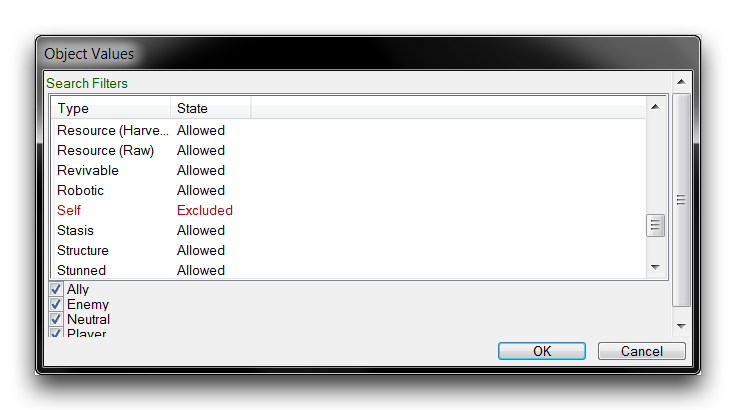 Object Values
Search Filters
Type State
Resource (Harve... Allowed
Resource (Raw) Allowed
Revivable Allowed
Robotic Allowed
Self Excluded
Stasis Allowed
Structure Allowed
Stunned Allowed
Ally
Enemy
Neutral
Player
OK Cancel